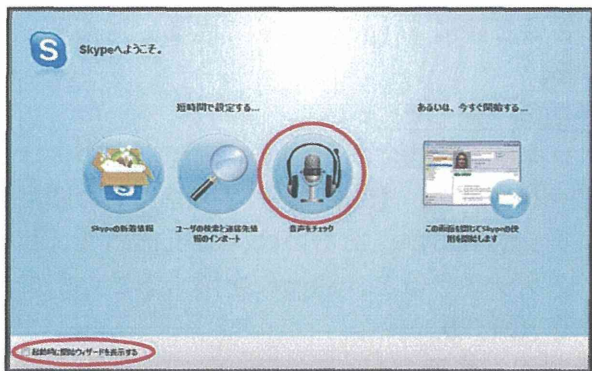 Skypeへようこそ。
短時間で設定する...
あるいは、今すぐ開始する...
Skypeの新着情報
ユーザの検索と連絡先情
報のインポート
音声をチェック
この画面を閉じてSkypeの使
用を開始します
起動時に開始ウィザードを表示する